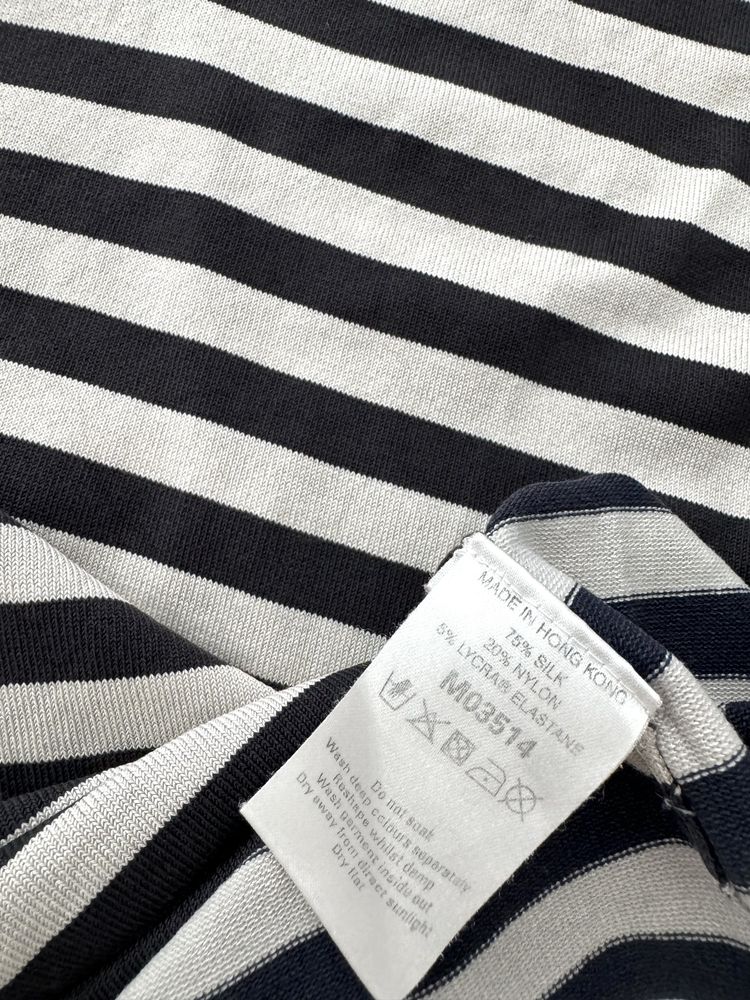 MADE IN HONG KONG
75% SILK
20% NYLON
5% LYCRA® ELASTANE
M03514
Do not soak
Wash deep colours separately
Reshape whilst damp
Wash garment inside out
Dry away from direct sunlight
Dry flat